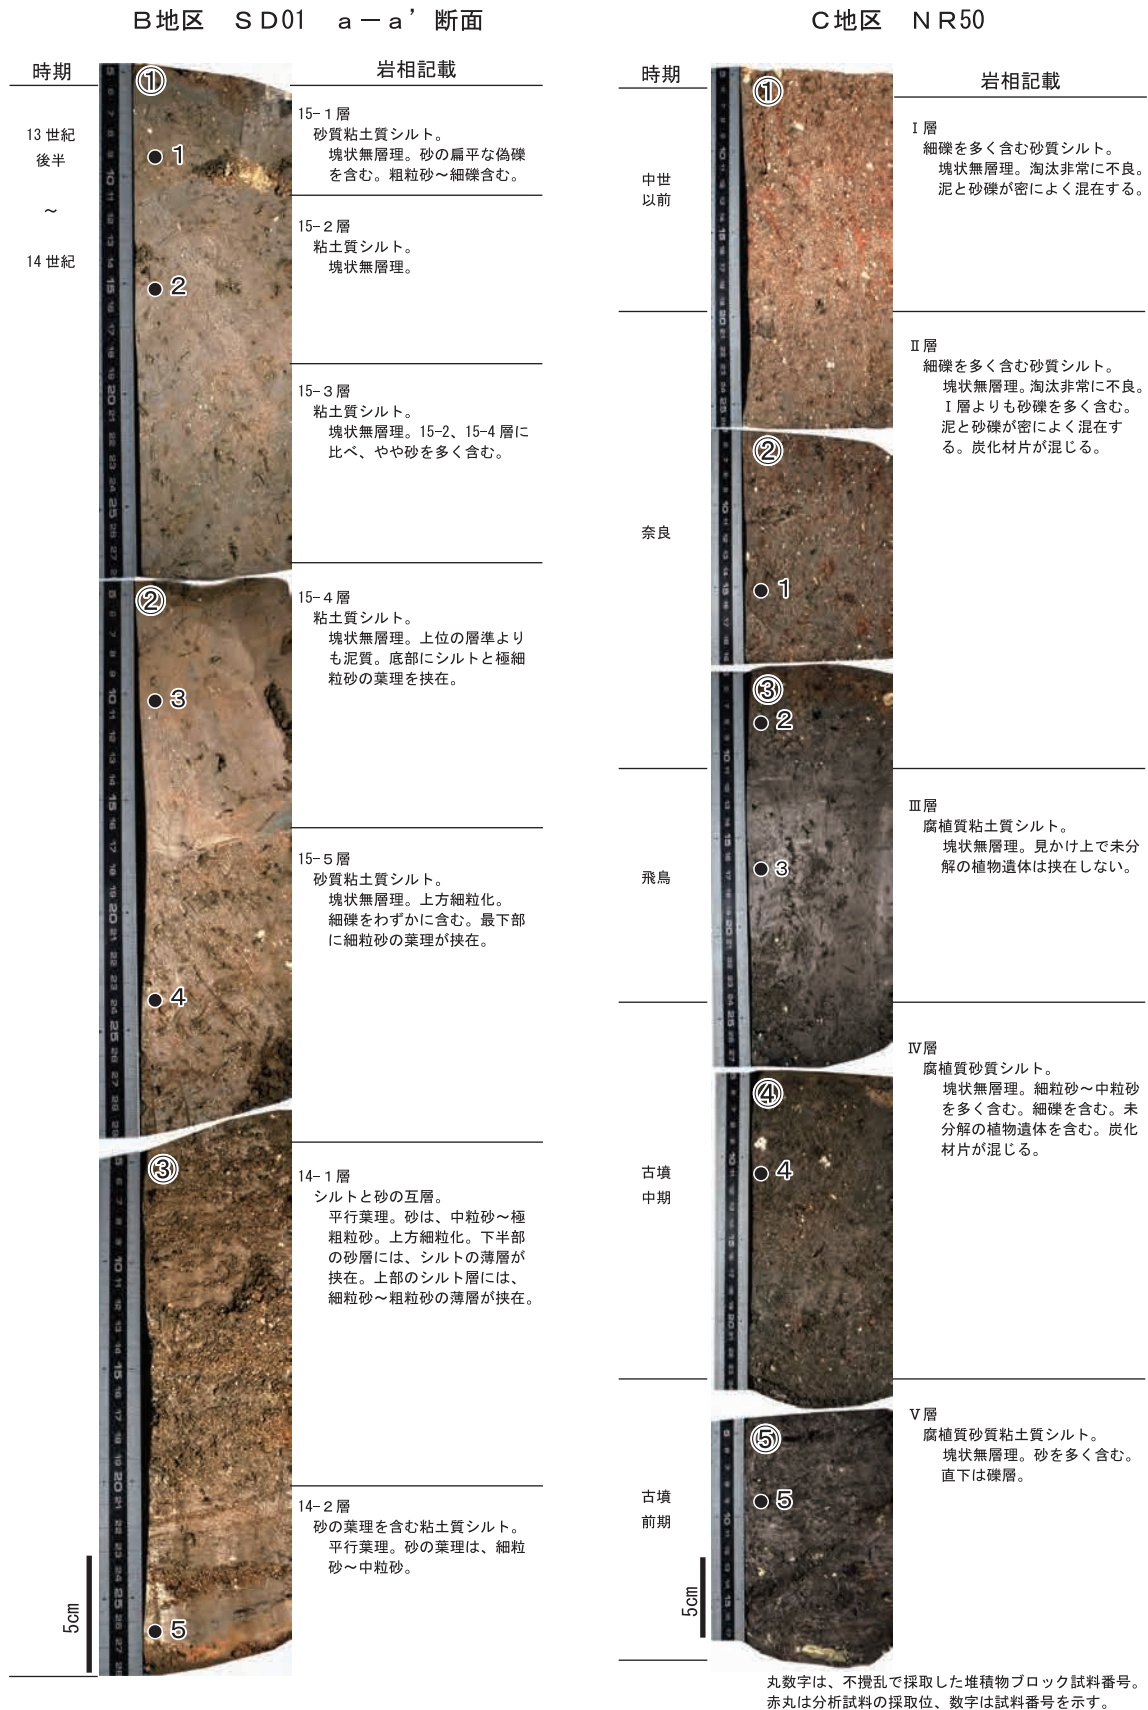 B地区　SD01　a－a’断面
時期
岩相記載
13世紀
後半
～
14世紀
①
1
2
②
3
4
③
5
5cm
15-1層
砂質粘土質シルト。
塊状無層理。砂の扁平な偽礫
を含む。粗粒砂～細礫含む。
15-2層
粘土質シルト。
塊状無層理。
15-3層
粘土質シルト。
塊状無層理。15-2、15-4層に
比べ、やや砂を多く含む。
15-4層
粘土質シルト。
塊状無層理。上位の層準より
も泥質。底部にシルトと極細
粒砂の葉理を挟在。
15-5層
砂質粘土質シルト。
塊状無層理。上方細粒化。
細礫をわずかに含む。最下部
に細粒砂の葉理が挟在。
14-1層
シルトと砂の互層。
平行葉理。砂は、中粒砂～極
粗粒砂。上方細粒化。下半部
の砂層には、シルトの薄層が
挟在。上部のシルト層には、
細粒砂～粗粒砂の薄層が挟在。
14-2層
砂の葉理を含む粘土質シルト。
平行葉理。砂の葉理は、細粒
砂～中粒砂。
C地区　NR50
時期
岩相記載
中世
以前
奈良
飛鳥
古墳
中期
古墳
前期
①
②
1
③
2
3
④
4
⑤
5
5cm
Ⅰ層
細礫を多く含む砂質シルト。
塊状無層理。淘汰非常に不良。
泥と砂礫が密によく混在する。
Ⅱ層
細礫を多く含む砂質シルト。
塊状無層理。淘汰非常に不良。
Ⅰ層よりも砂礫を多く含む。
泥と砂礫が密によく混在す
る。炭化材片が混じる。
Ⅲ層
腐植質粘土質シルト。
塊状無層理。見かけ上で未分
解の植物遺体は挟在しない。
Ⅳ層
腐植質砂質シルト。
塊状無層理。細粒砂～中粒砂
を多く含む。細礫を含む。未
分解の植物遺体を含む。炭化
材片が混じる。
Ⅴ層
腐植質砂質粘土質シルト。
塊状無層理。砂を多く含む。
直下は礫層。
丸数字は、不攪乱で採取した堆積物ブロック試料番号。
赤丸は分析試料の採取位、数字は試料番号を示す。